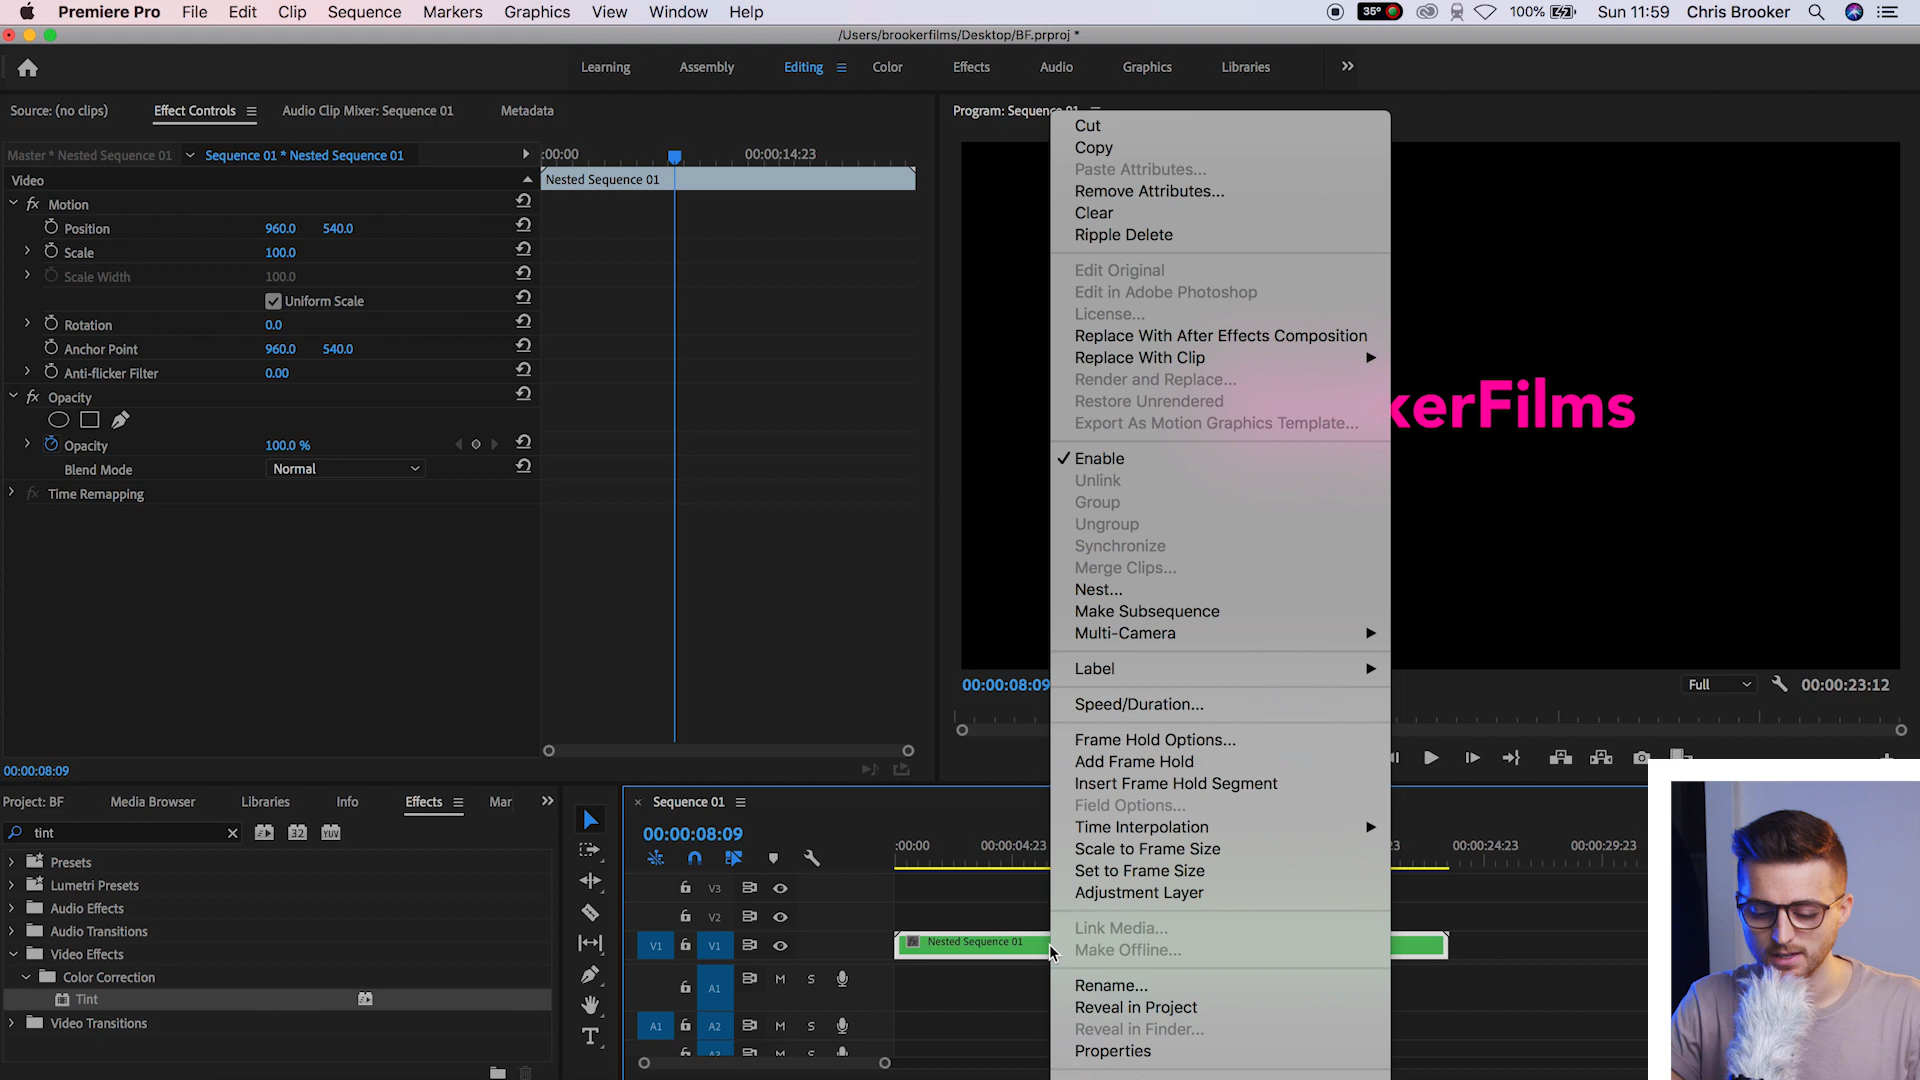 Premiere Pro File Edit Clip Sequence Markers Graphics View Window Help
35° 100% Sun 11:59 Chris Brooker
/Users/brookerfilms/Desktop/BF.prproj *
Learning Assembly Editing Color Effects Audio Graphics Libraries
Source: (no clips) Effect Controls Audio Clip Mixer: Sequence 01 Metadata
Master * Nested Sequence 01 Sequence 01 * Nested Sequence 01
:00:00 00:00:14:23
Video
Nested Sequence 01
Motion
Position 960.0 540.0
Scale 100.0
Scale Width 100.0
Uniform Scale
Rotation 0.0
Anchor Point 960.0 540.0
Anti-flicker Filter 0.00
Opacity
Opacity 100.0 %
Blend Mode Normal
Time Remapping
00:00:08:09
Program: Sequence 01
kerFilms
00:00:08:09
Full 00:00:23:12
Cut
Copy
Paste Attributes...
Remove Attributes...
Clear
Ripple Delete
Edit Original
Edit in Adobe Photoshop
License...
Replace With After Effects Composition
Replace With Clip
Render and Replace...
Restore Unrendered
Export As Motion Graphics Template...
Enable
Unlink
Group
Ungroup
Synchronize
Merge Clips...
Nest...
Make Subsequence
Multi-Camera
Label
Speed/Duration...
Frame Hold Options...
Add Frame Hold
Insert Frame Hold Segment
Field Options...
Time Interpolation
Scale to Frame Size
Set to Frame Size
Adjustment Layer
Link Media...
Make Offline...
Rename...
Reveal in Project
Reveal in Finder...
Properties
Project: BF Media Browser Libraries Info Effects Mar
tint 32 YUV
Presets
Lumetri Presets
Audio Effects
Audio Transitions
Video Effects
Color Correction
Tint
Video Transitions
Sequence 01
00:00:08:09
:00:00 00:00:04:23 23 00:00:24:23 00:00:29:23
V3
V2
V1 V1
Nested Sequence 01
A1 M S
A1 A2 M S
A3 M S